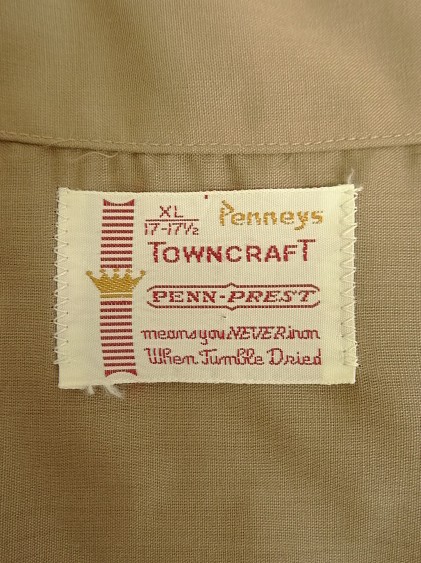 XL
17-17½
Penneys
TOWNCRAFT
PENN-PREST
means you NEVER iron
When Tumble Dried